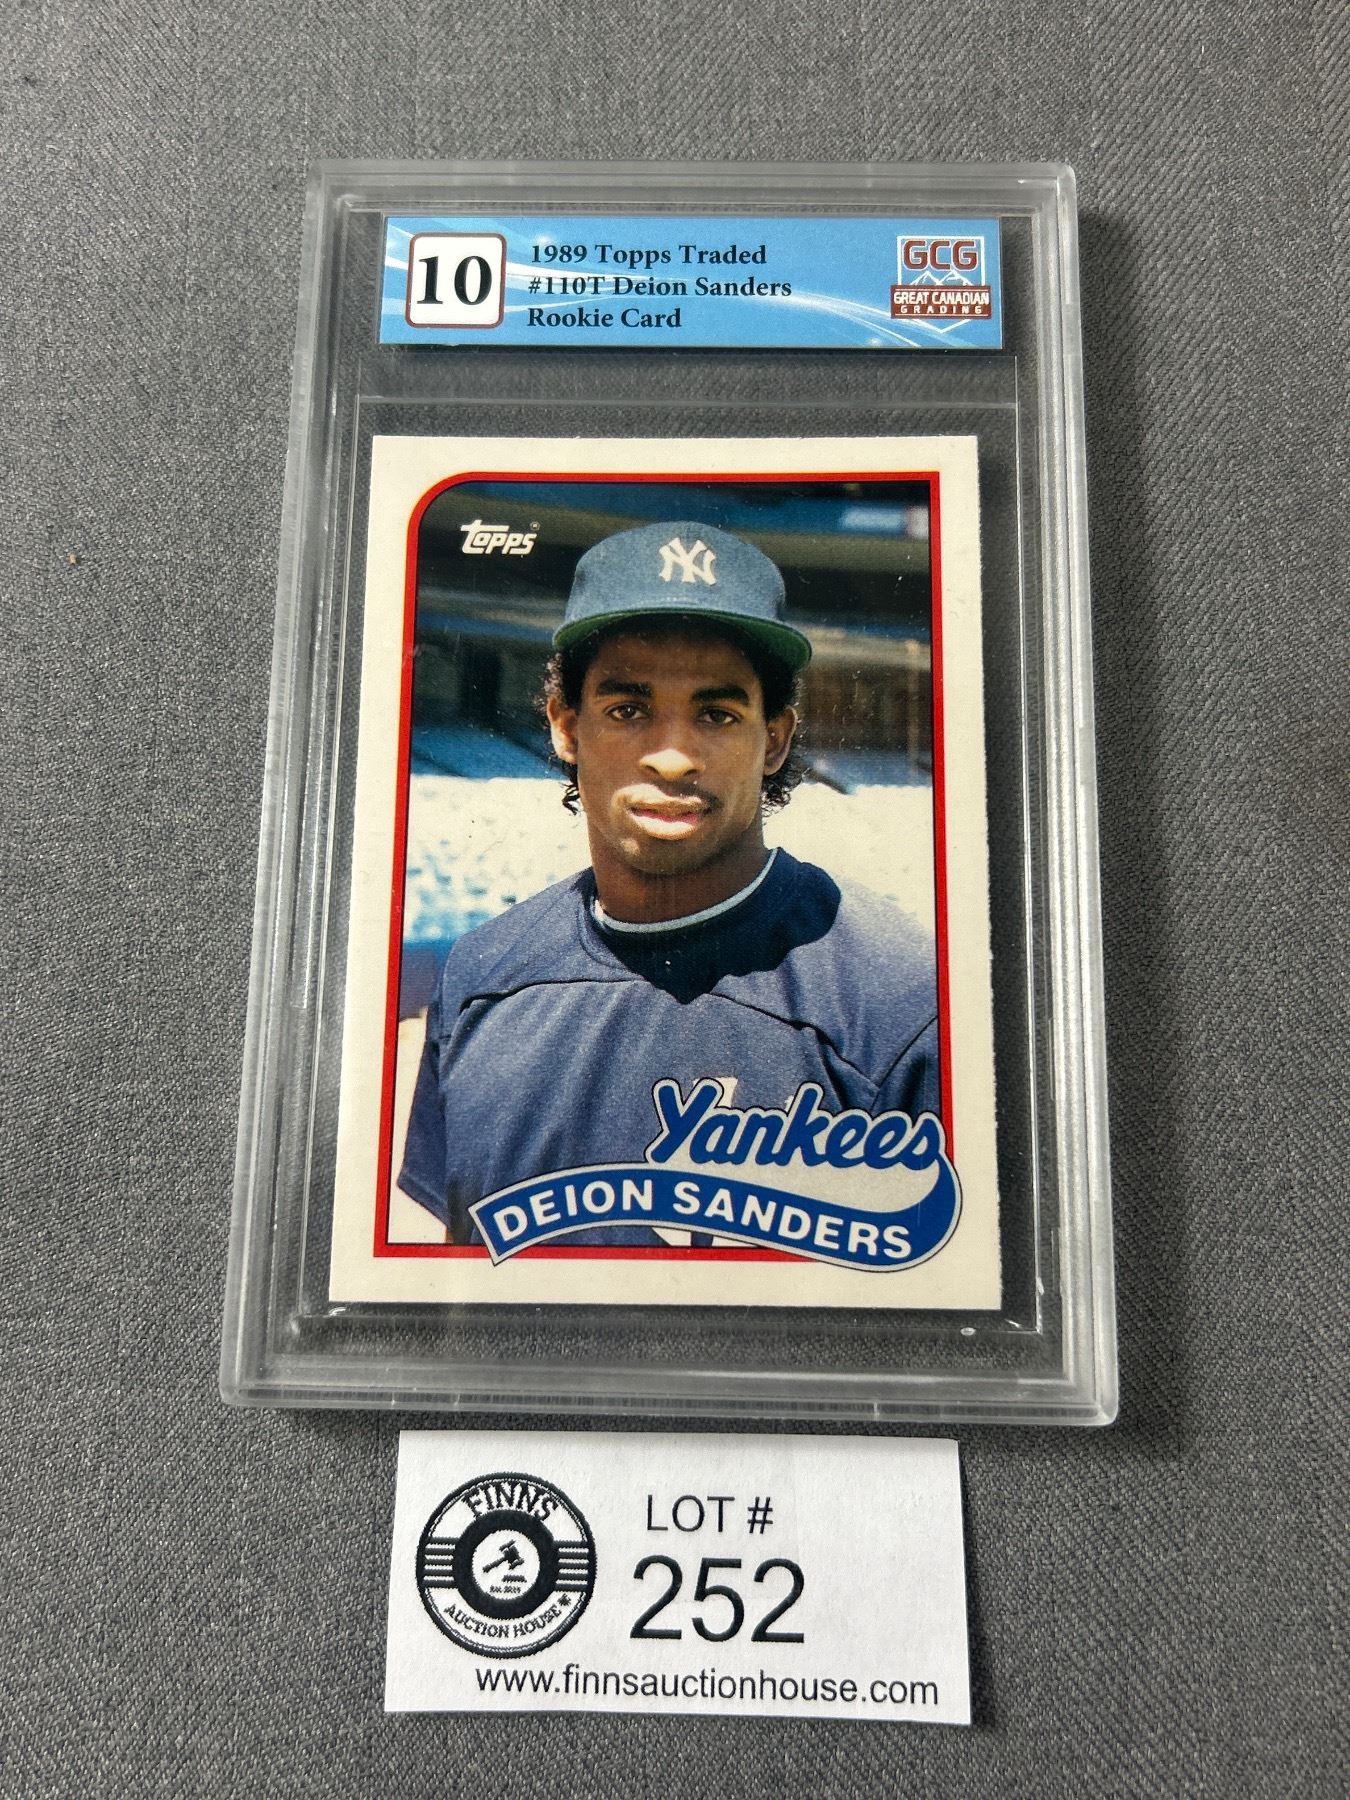 10
1989 Topps Traded
#110T Deion Sanders
Rookie Card
GCG
GREAT CANADIAN
GRADING
topps
NY
Yankees
DEION SANDERS
FINNS
AUCTION HOUSE
LOT #
252
www.finnsauctionhouse.com